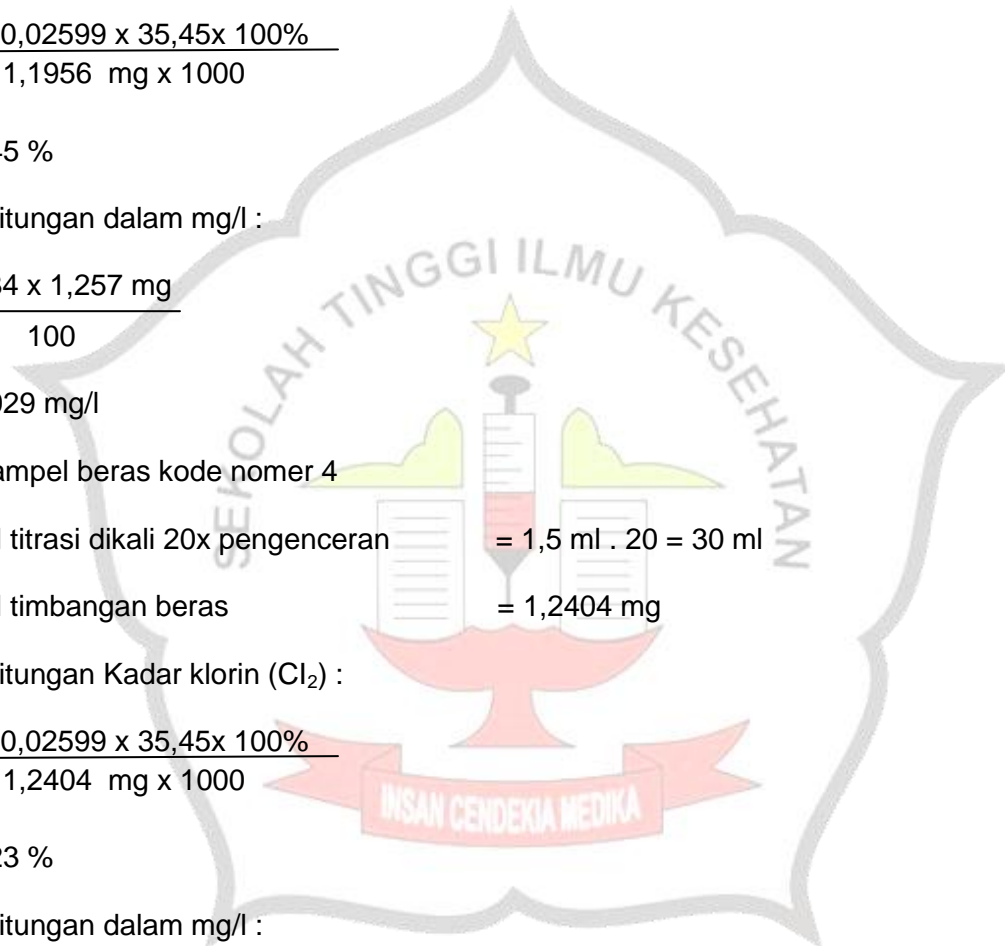 0,02599 x 35,45x 100%
1,1956 mg x 1000
45 %
itungan dalam mg/l :
34 x 1,257 mg
100
029 mg/l
ampel beras kode nomer 4
l titrasi dikali 20x pengenceran = 1,5 ml . 20 = 30 ml
l timbangan beras = 1,2404 mg
itungan Kadar klorin (Cl₂) :
0,02599 x 35,45x 100%
1,2404 mg x 1000
23 %
itungan dalam mg/l :
SEKOLAH TINGGI ILMU KESEHATAN
INSAN CENDEKIA MEDIKA